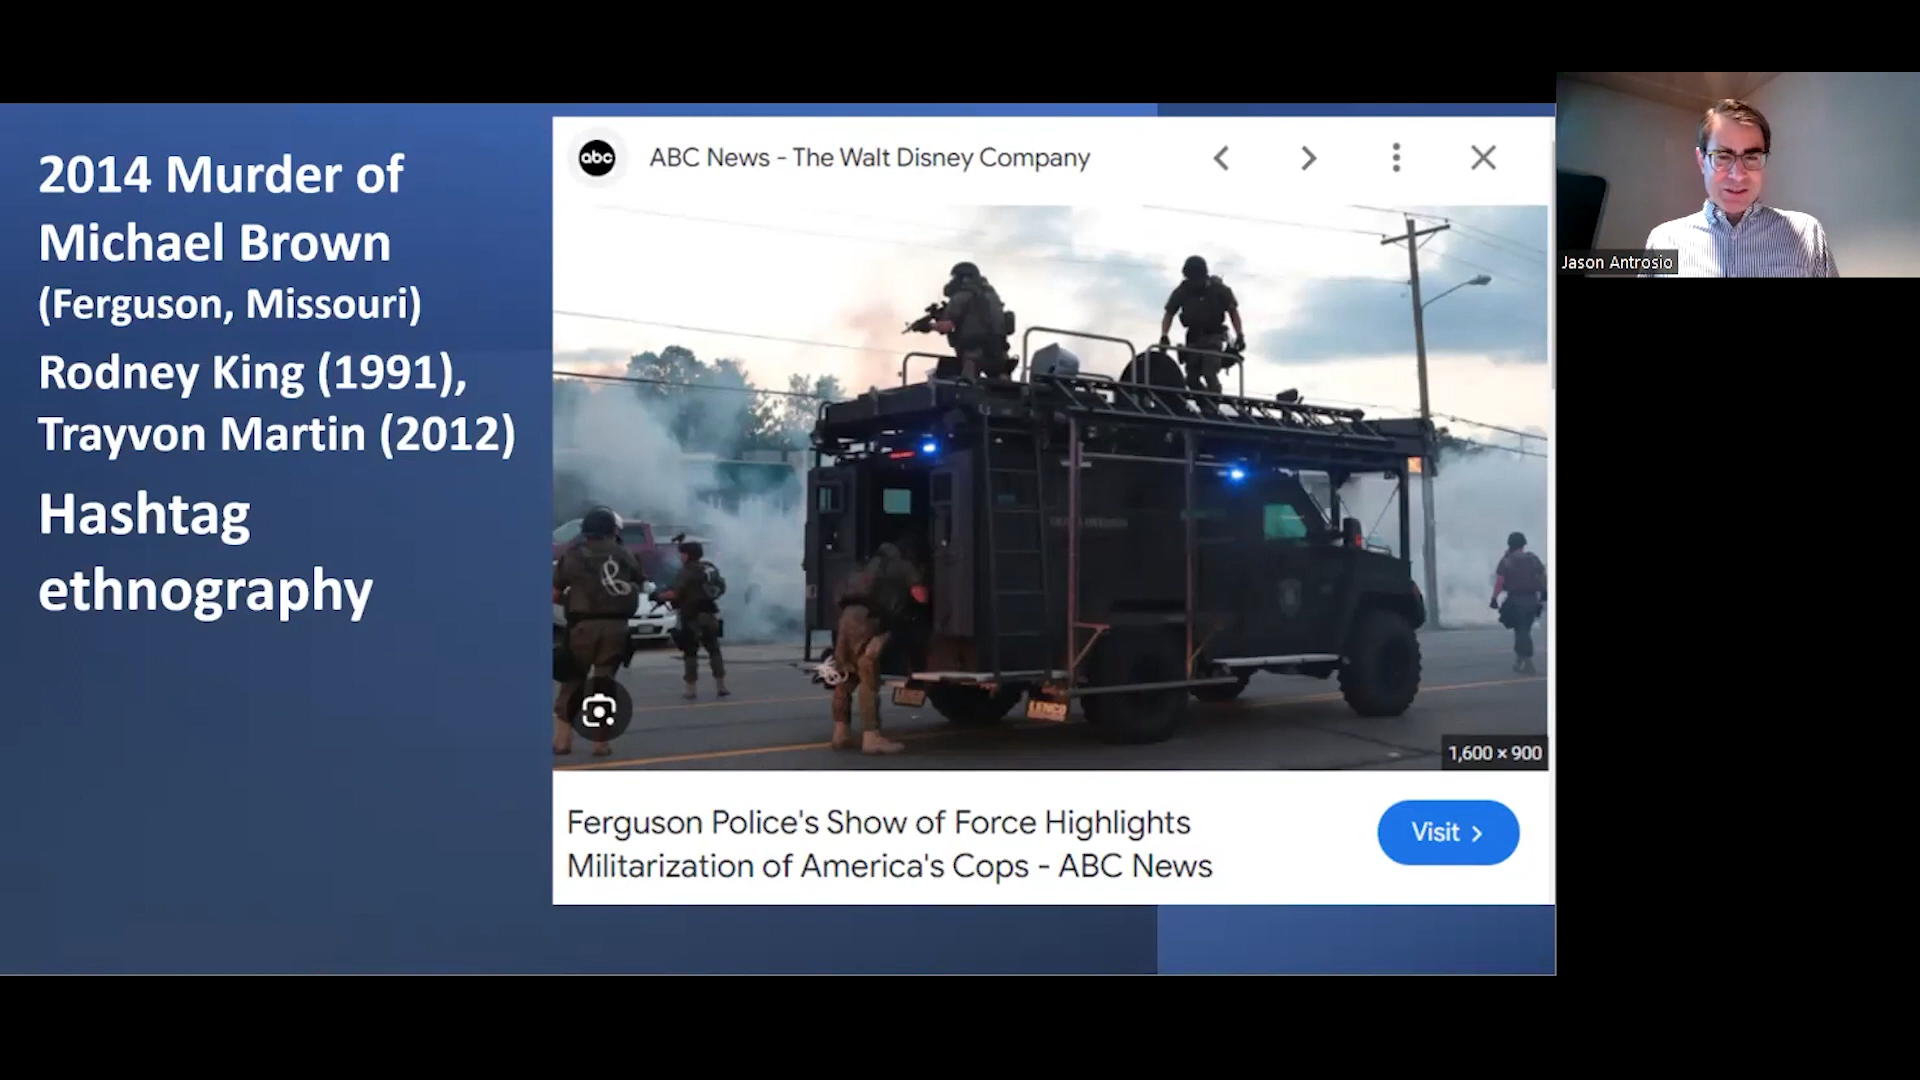 2014 Murder of
Michael Brown
(Ferguson, Missouri)
Rodney King (1991),
Trayvon Martin (2012)
Hashtag
ethnography
abc
ABC News - The Walt Disney Company
LENCO
1,600 × 900
Ferguson Police's Show of Force Highlights
Militarization of America's Cops - ABC News
Visit
Jason Antrosio